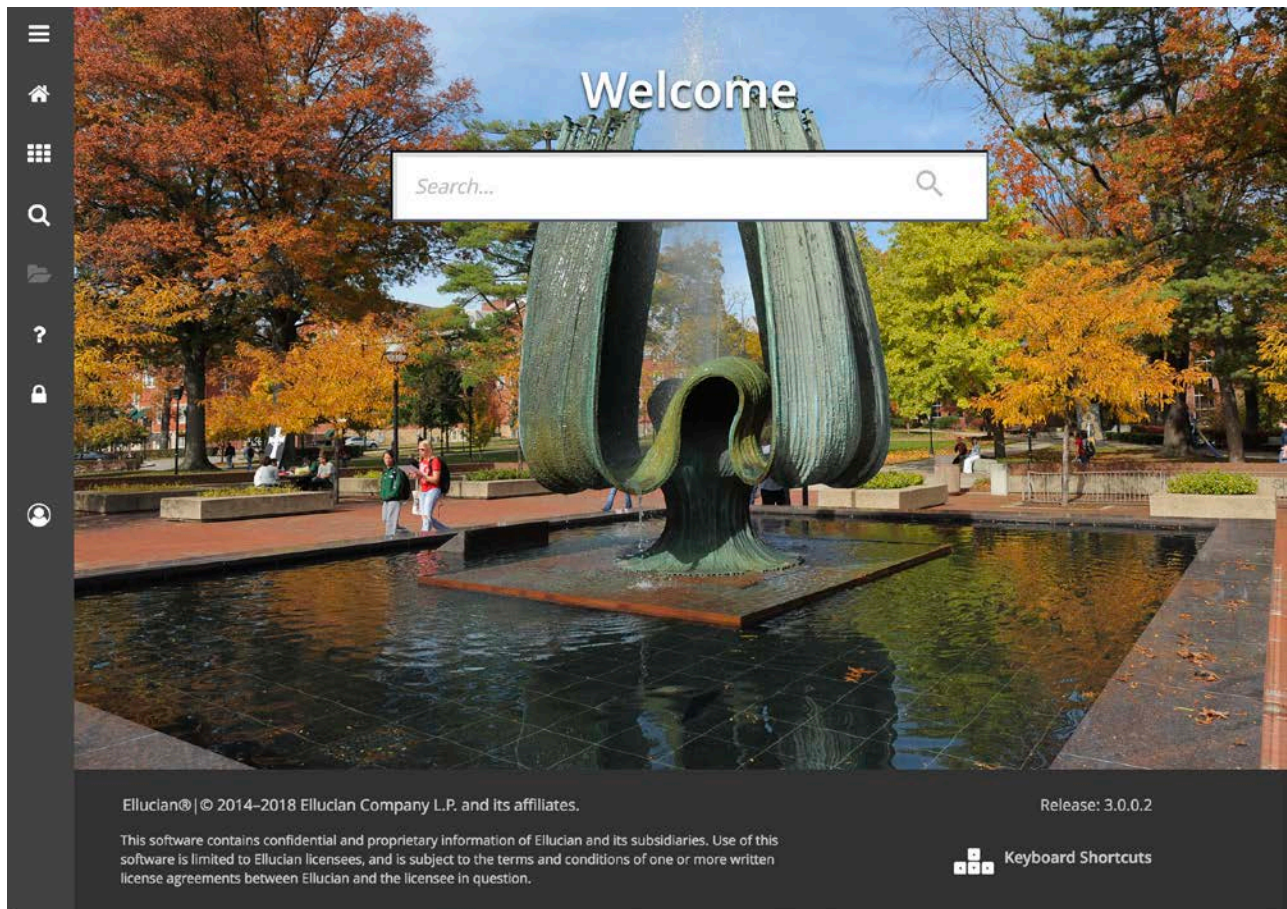 Welcome
Search...
?
Ellucian®|© 2014–2018 Ellucian Company L.P. and its affiliates.
Release: 3.0.0.2
This software contains confidential and proprietary information of Ellucian and its subsidiaries. Use of this
software is limited to Ellucian licensees, and is subject to the terms and conditions of one or more written
license agreements between Ellucian and the licensee in question.
Keyboard Shortcuts